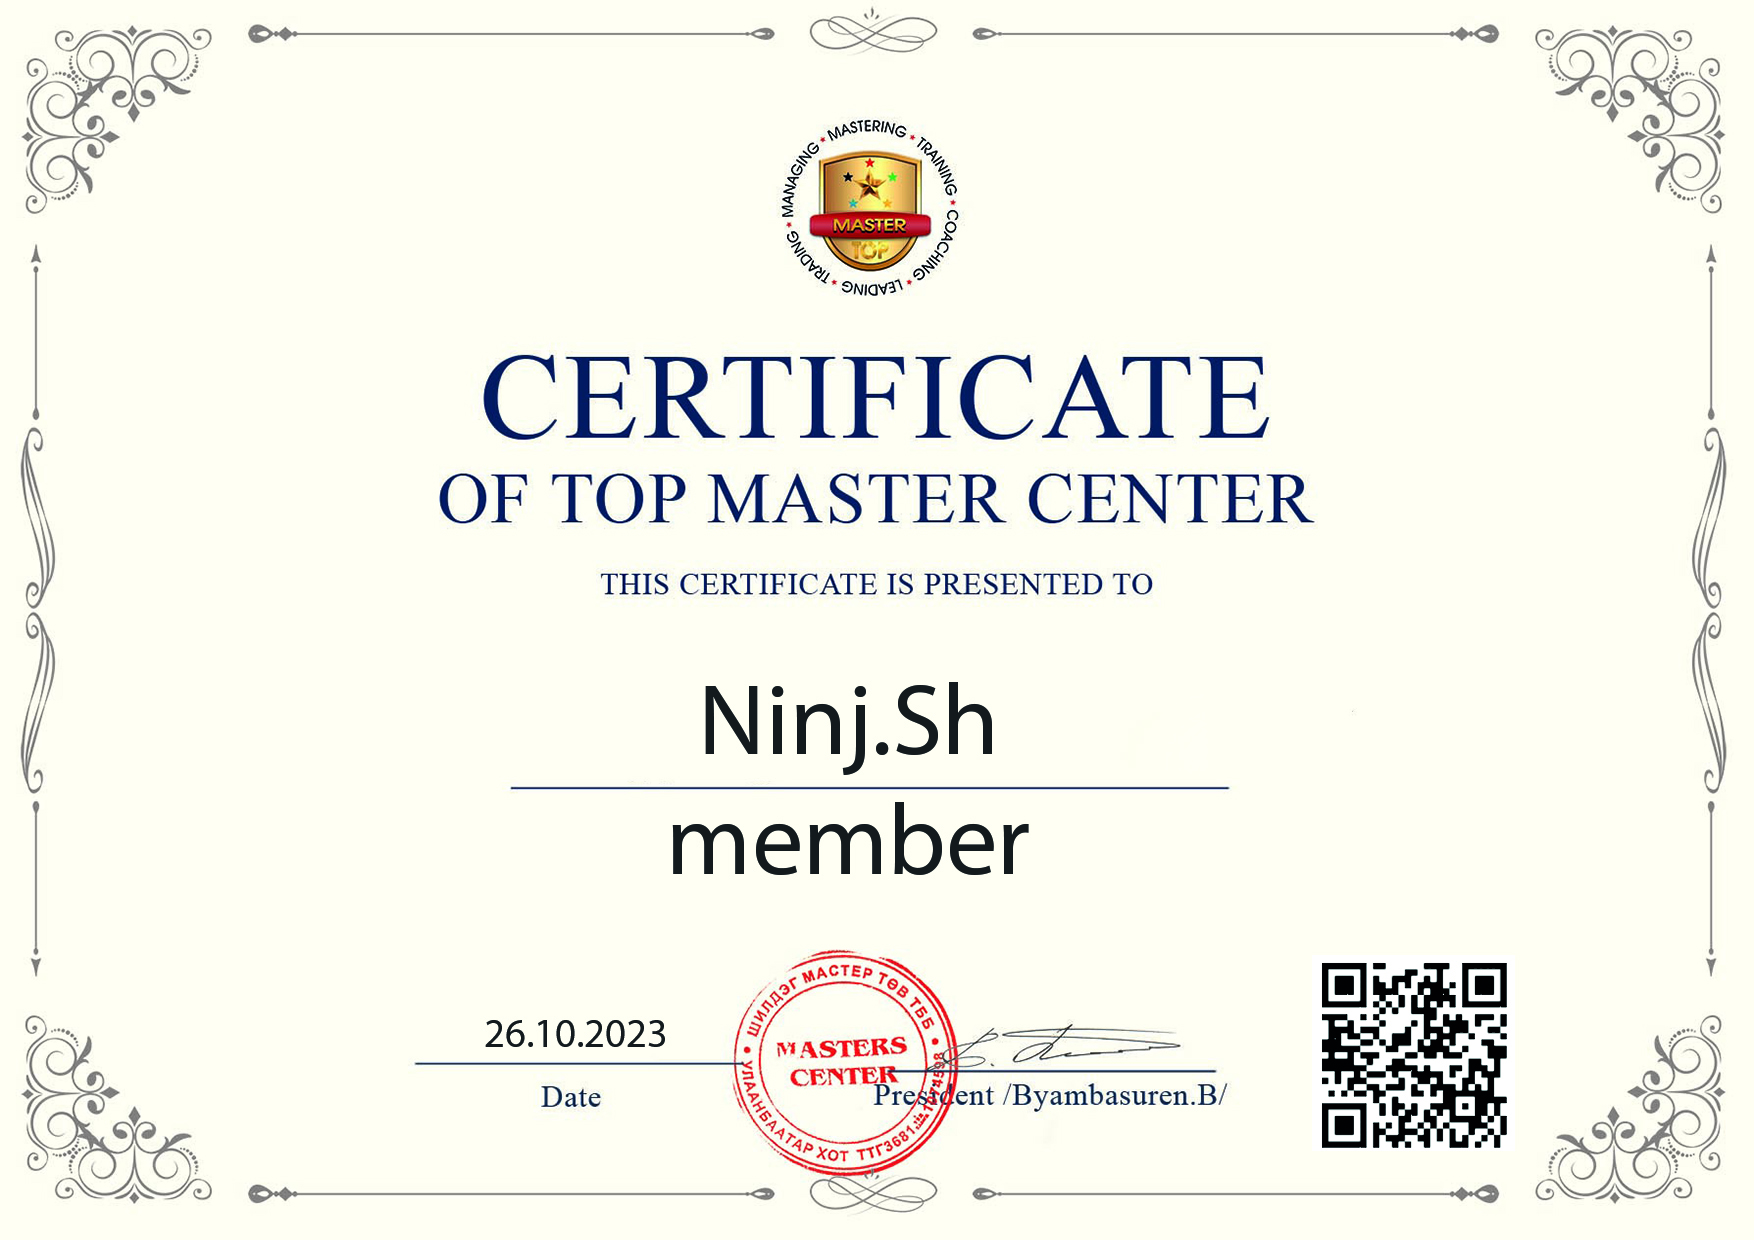 MANAGING * MASTERING * TRAINING * COACHING * LEADING * TRADING *
MASTER
TOP
CERTIFICATE
OF TOP MASTER CENTER
THIS CERTIFICATE IS PRESENTED TO
Ninj.Sh
member
26.10.2023
Date
ШИЛДЭГ МАСТЕР ТӨВ ТББ
MASTERS
CENTER
УЛААНБААТАР ХОТ ТТГ3681
President /Byambasuren.B/